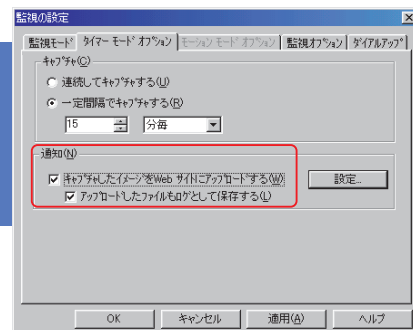 監視の設定
監視モード タイマー モード オプション モーション モード オプション 監視オプション ダイアルアップ
キャプチャ(C)
連続してキャプチャする(U)
一定間隔でキャプチャする(R)
15 分毎
通知(N)
キャプチャしたイメージをWeb サイトにアップロードする(W) 設定...
アップロードしたファイルもログとして保存する(L)
OK キャンセル 適用(A) ヘルプ